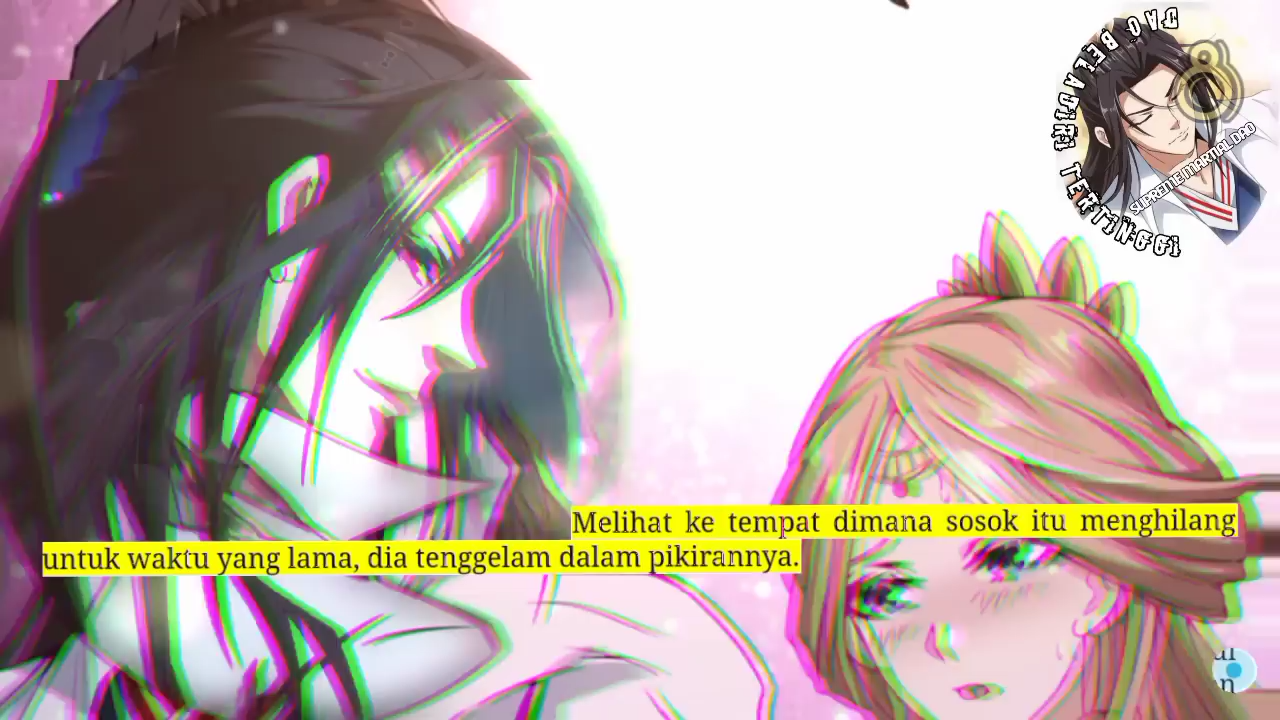 DAO BELADIRI TERTINGGI
SUPREME MARTIAL DAO
Melihat ke tempat dimana sosok itu menghilang
untuk waktu yang lama, dia tenggelam dalam pikirannya.